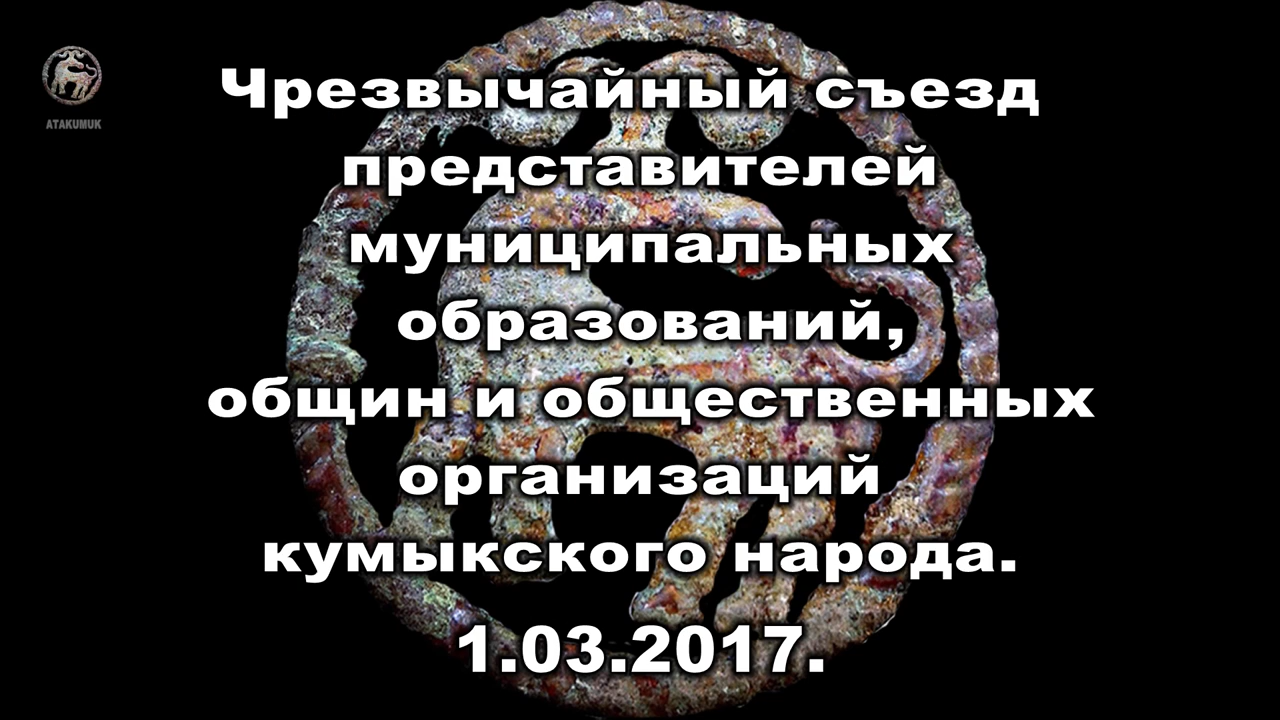 ATAKUMUK
Чрезвычайный съезд
представителей
муниципальных
образований,
общин и общественных
организаций
кумыкского народа.
1.03.2017.